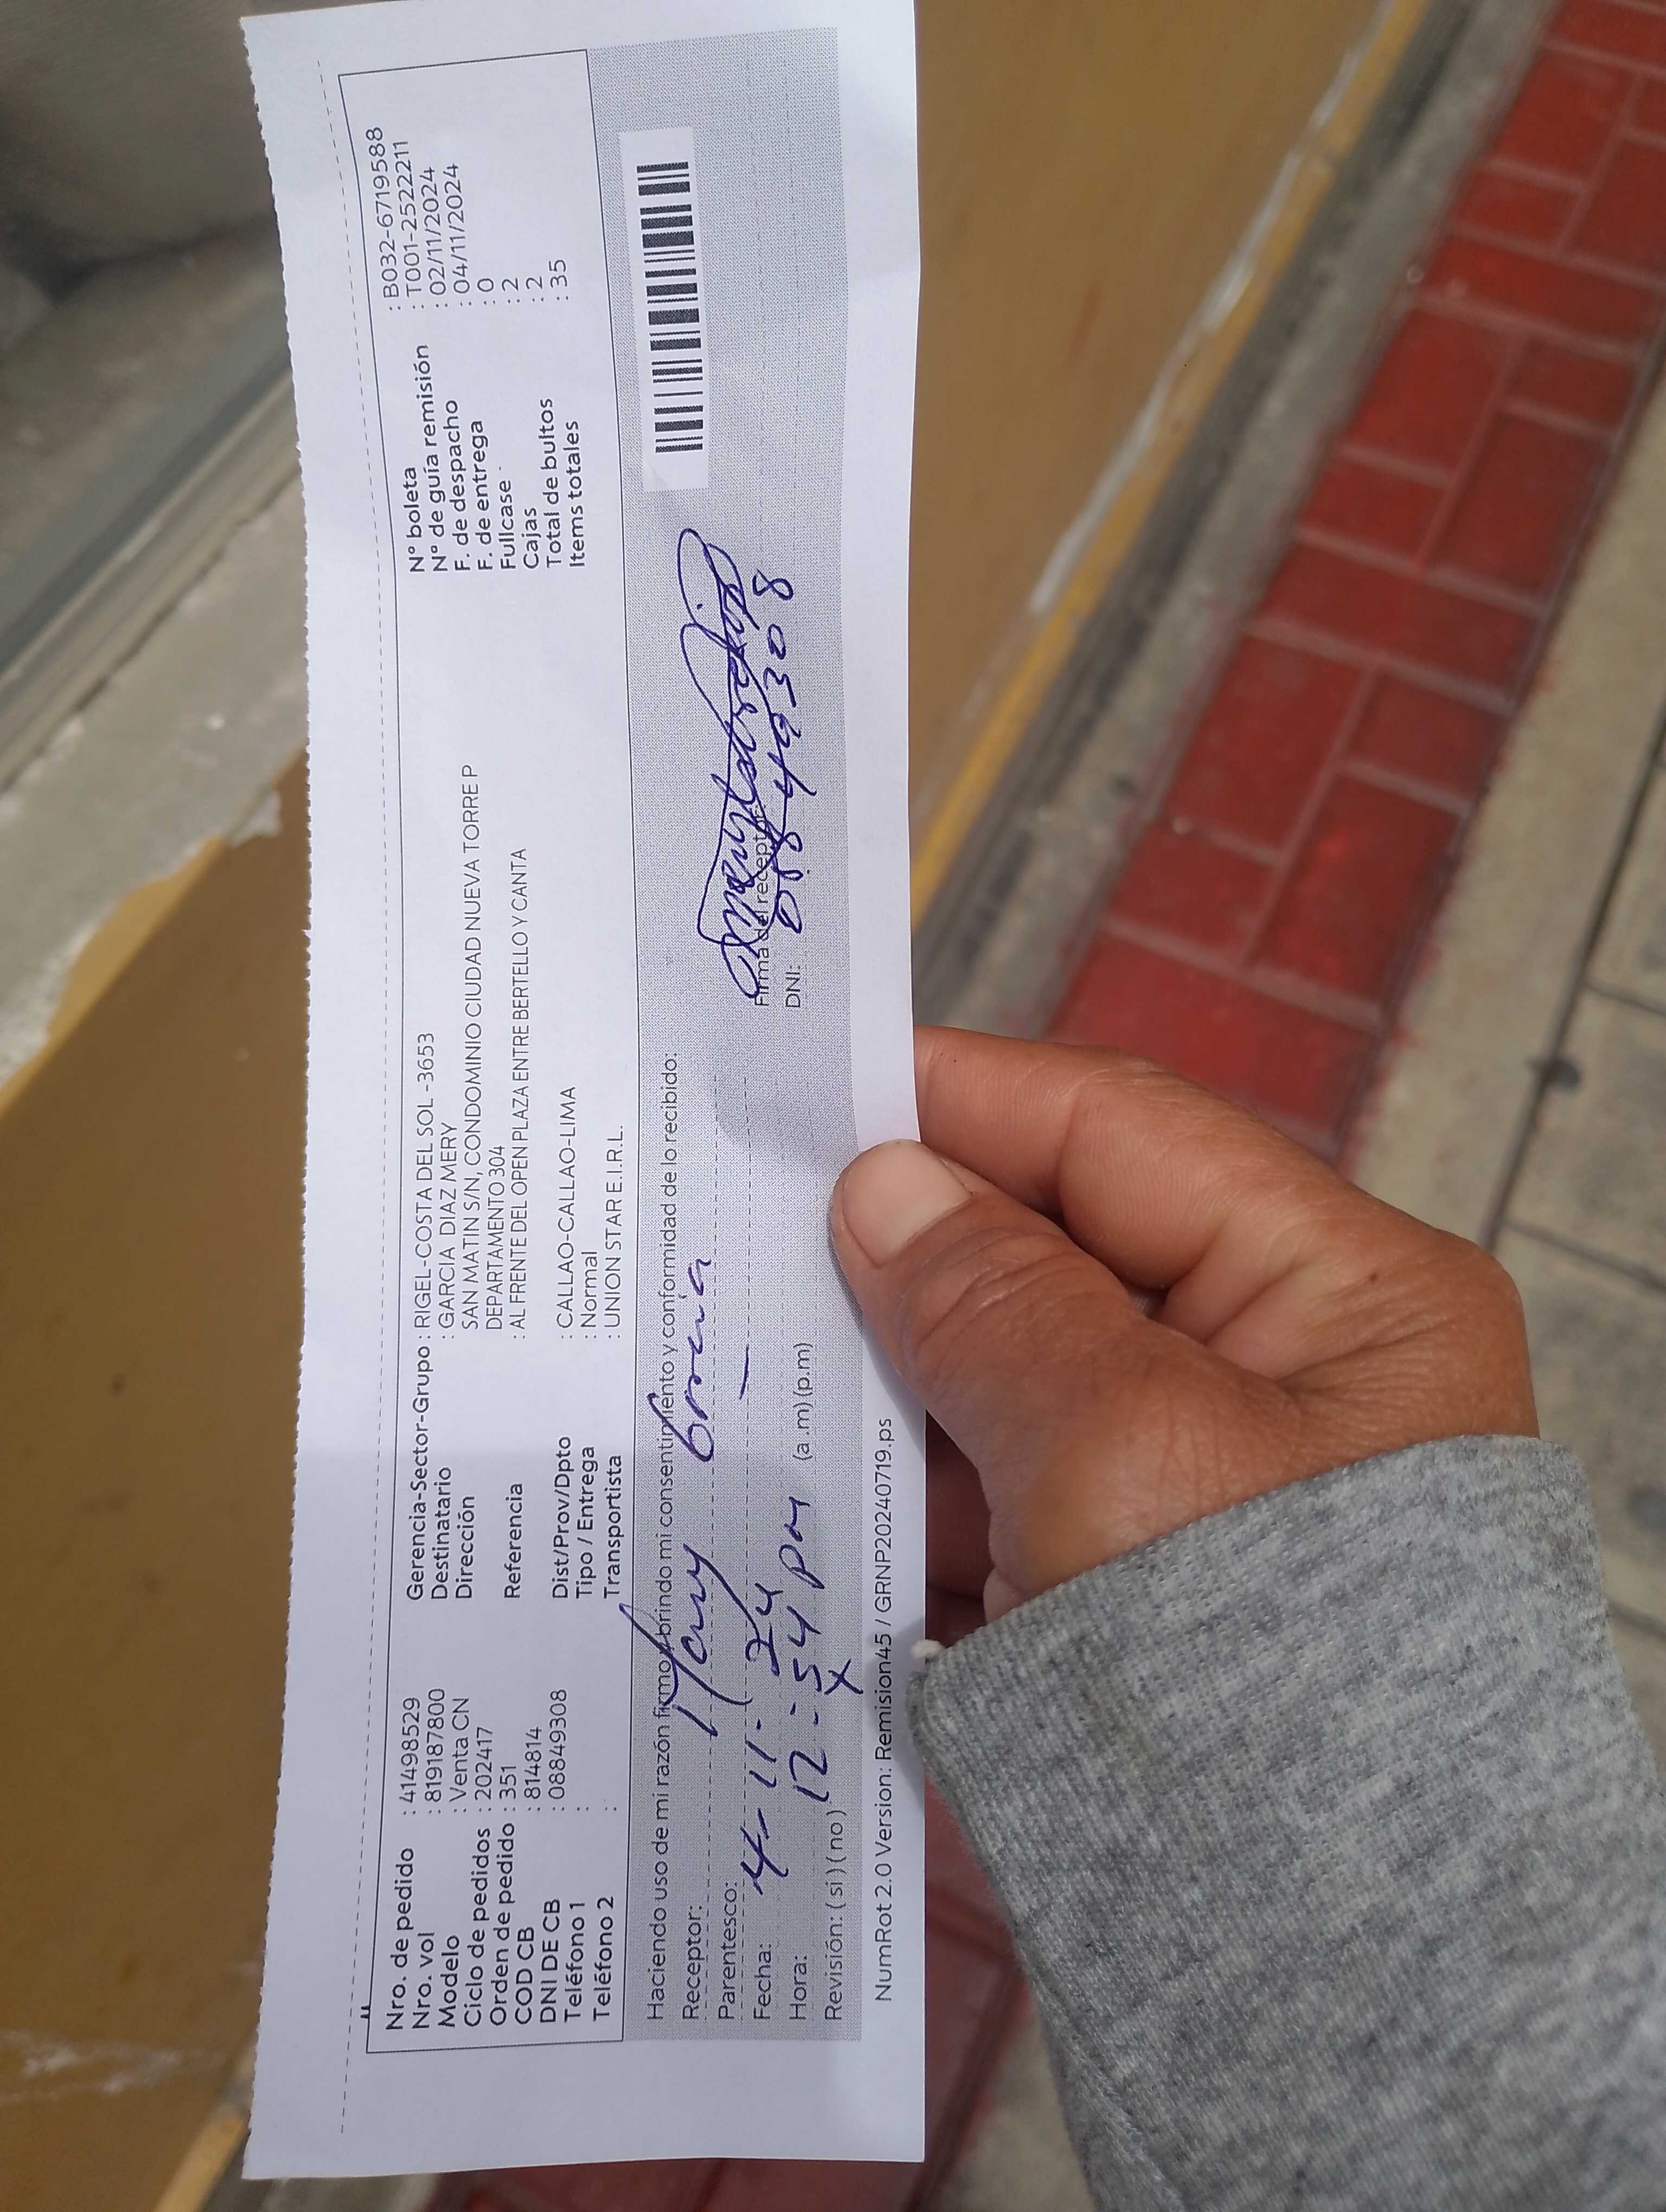 Nro. de pedido : 41498529
Nro. vol : 819187800
Modelo : Venta CN
Ciclo de pedidos : 202417
Orden de pedido : 351
COD CB : 814814
DNI DE CB : 08849308
Teléfono 1 :
Teléfono 2 :
Gerencia-Sector-Grupo : RIGEL-COSTA DEL SOL -3653
Destinatario : GARCIA DIAZ MERY
Dirección SAN MATIN S/N, CONDOMINIO CIUDAD NUEVA TORRE P
DEPARTAMENTO 304
Referencia : AL FRENTE DEL OPEN PLAZA ENTRE BERTELLO Y CANTA
Dist/Prov/Dpto : CALLAO-CALLAO-LIMA
Tipo / Entrega : Normal
Transportista : UNION STAR E.I.R.L.
N° boleta : B032-6719588
N° de guía remisión : T001-2522211
F. de despacho : 02/11/2024
F. de entrega : 04/11/2024
Fullcase : 0
Cajas : 2
Total de bultos : 2
Items totales : 35
Haciendo uso de mi razón firmo y brindo mi consentimiento y conformidad de lo recibido:
Receptor: Mery Garcia
Parentesco:
Fecha: 4-11-24
Hora: 12-54 pm (a.m) (p.m)
Revisión: ( si ) ( no ) X
Firma del receptor
DNI: 08849308
NumRot 2.0 Version: Remision45 / GRNP20240719.ps